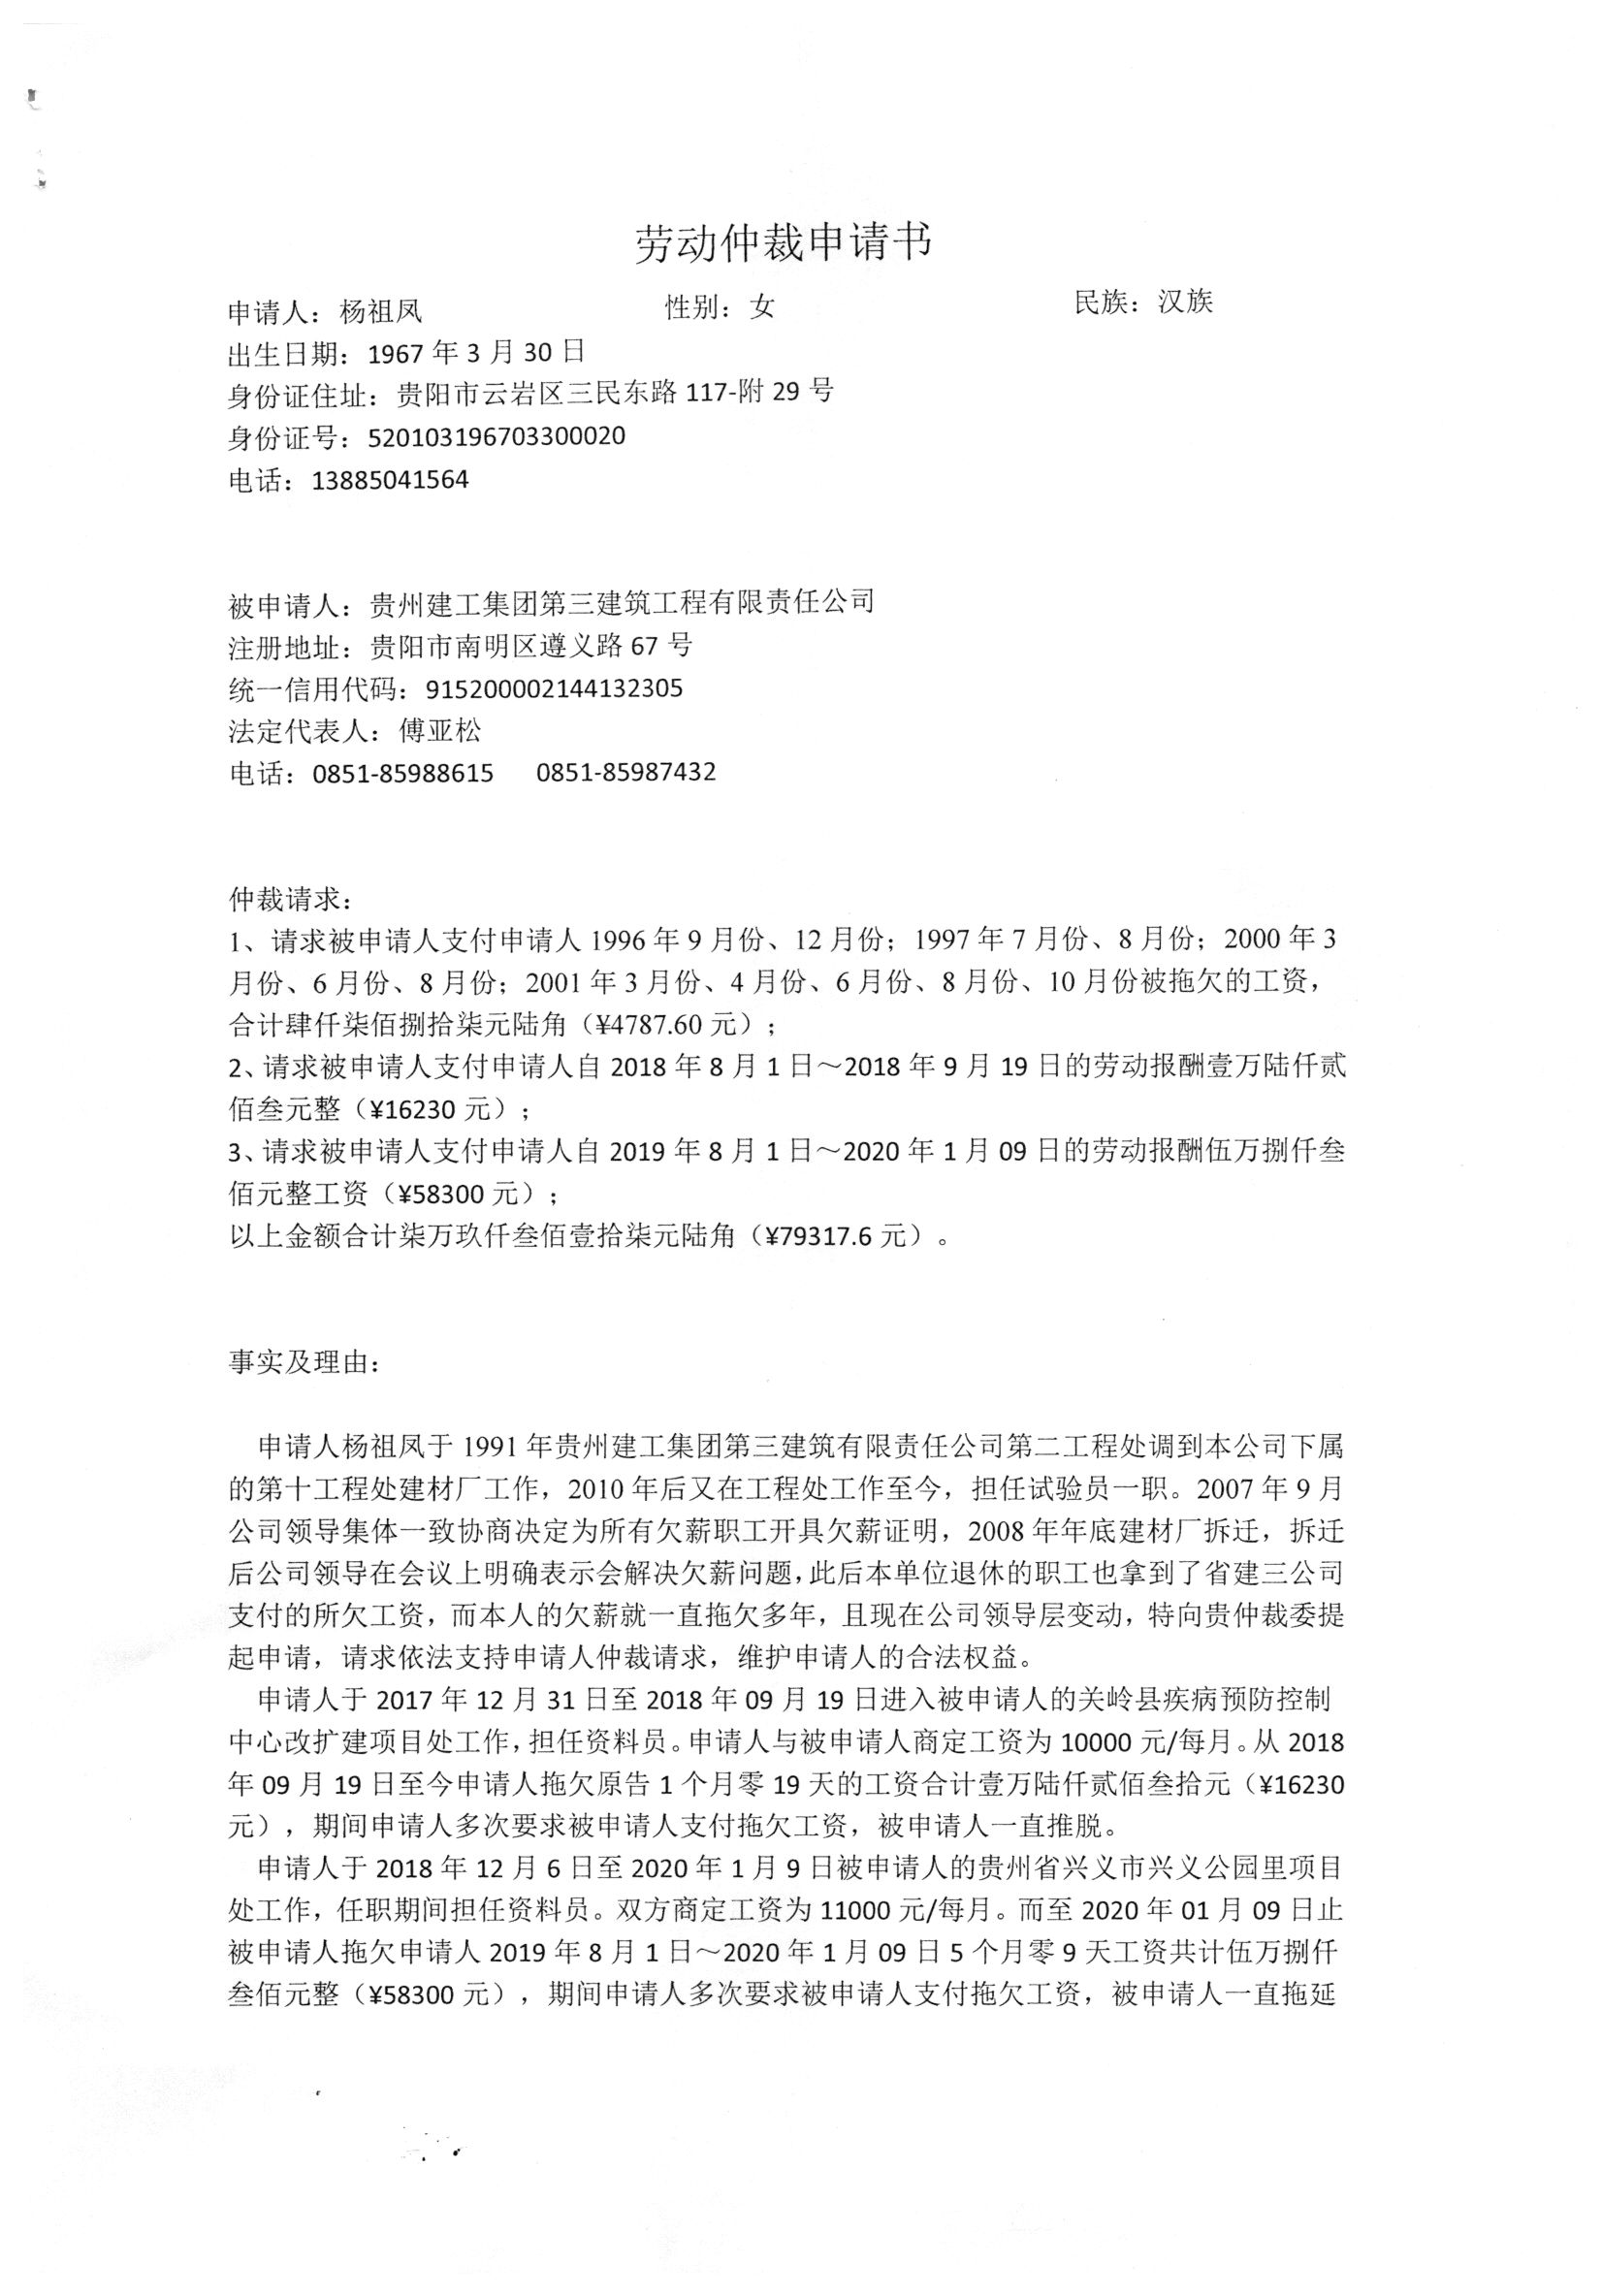 劳动仲裁申请书
申请人：杨祖凤 性别：女 民族：汉族
出生日期：1967 年 3 月 30 日
身份证住址：贵阳市云岩区三民东路 117-附 29 号
身份证号：520103196703300020
电话：13885041564
被申请人：贵州建工集团第三建筑工程有限责任公司
注册地址：贵阳市南明区遵义路 67 号
统一信用代码：915200002144132305
法定代表人：傅亚松
电话：0851-85988615 0851-85987432
仲裁请求：
1、请求被申请人支付申请人 1996 年 9 月份、12 月份；1997 年 7 月份、8 月份；2000 年 3
月份、6 月份、8 月份；2001 年 3 月份、4 月份、6 月份、8 月份、10 月份被拖欠的工资，
合计肆仟柒佰捌拾柒元陆角（¥4787.60 元）；
2、请求被申请人支付申请人自 2018 年 8 月 1 日～2018 年 9 月 19 日的劳动报酬壹万陆仟贰
佰叁元整（¥16230 元）；
3、请求被申请人支付申请人自 2019 年 8 月 1 日～2020 年 1 月 09 日的劳动报酬伍万捌仟叁
佰元整工资（¥58300 元）；
以上金额合计柒万玖仟叁佰壹拾柒元陆角（¥79317.6 元）。
事实及理由：
申请人杨祖凤于 1991 年贵州建工集团第三建筑有限责任公司第二工程处调到本公司下属
的第十工程处建材厂工作，2010 年后又在工程处工作至今，担任试验员一职。2007 年 9 月
公司领导集体一致协商决定为所有欠薪职工开具欠薪证明，2008 年年底建材厂拆迁，拆迁
后公司领导在会议上明确表示会解决欠薪问题，此后本单位退休的职工也拿到了省建三公司
支付的所欠工资，而本人的欠薪就一直拖欠多年，且现在公司领导层变动，特向贵仲裁委提
起申请，请求依法支持申请人仲裁请求，维护申请人的合法权益。
申请人于 2017 年 12 月 31 日至 2018 年 09 月 19 日进入被申请人的关岭县疾病预防控制
中心改扩建项目处工作，担任资料员。申请人与被申请人商定工资为 10000 元/每月。从 2018
年 09 月 19 日至今申请人拖欠原告 1 个月零 19 天的工资合计壹万陆仟贰佰叁拾元（¥16230
元），期间申请人多次要求被申请人支付拖欠工资，被申请人一直推脱。
申请人于 2018 年 12 月 6 日至 2020 年 1 月 9 日被申请人的贵州省兴义市兴义公园里项目
处工作，任职期间担任资料员。双方商定工资为 11000 元/每月。而至 2020 年 01 月 09 日止
被申请人拖欠申请人 2019 年 8 月 1 日～2020 年 1 月 09 日 5 个月零 9 天工资共计伍万捌仟
叁佰元整（¥58300 元），期间申请人多次要求被申请人支付拖欠工资，被申请人一直拖延